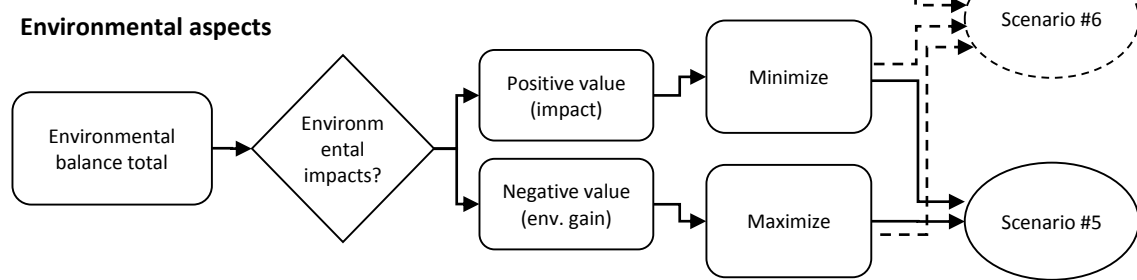 Environmental aspects
Scenario #6
Environmental
balance total
Environm
ental
impacts?
Positive value
(impact)
Minimize
Negative value
(env. gain)
Maximize
Scenario #5